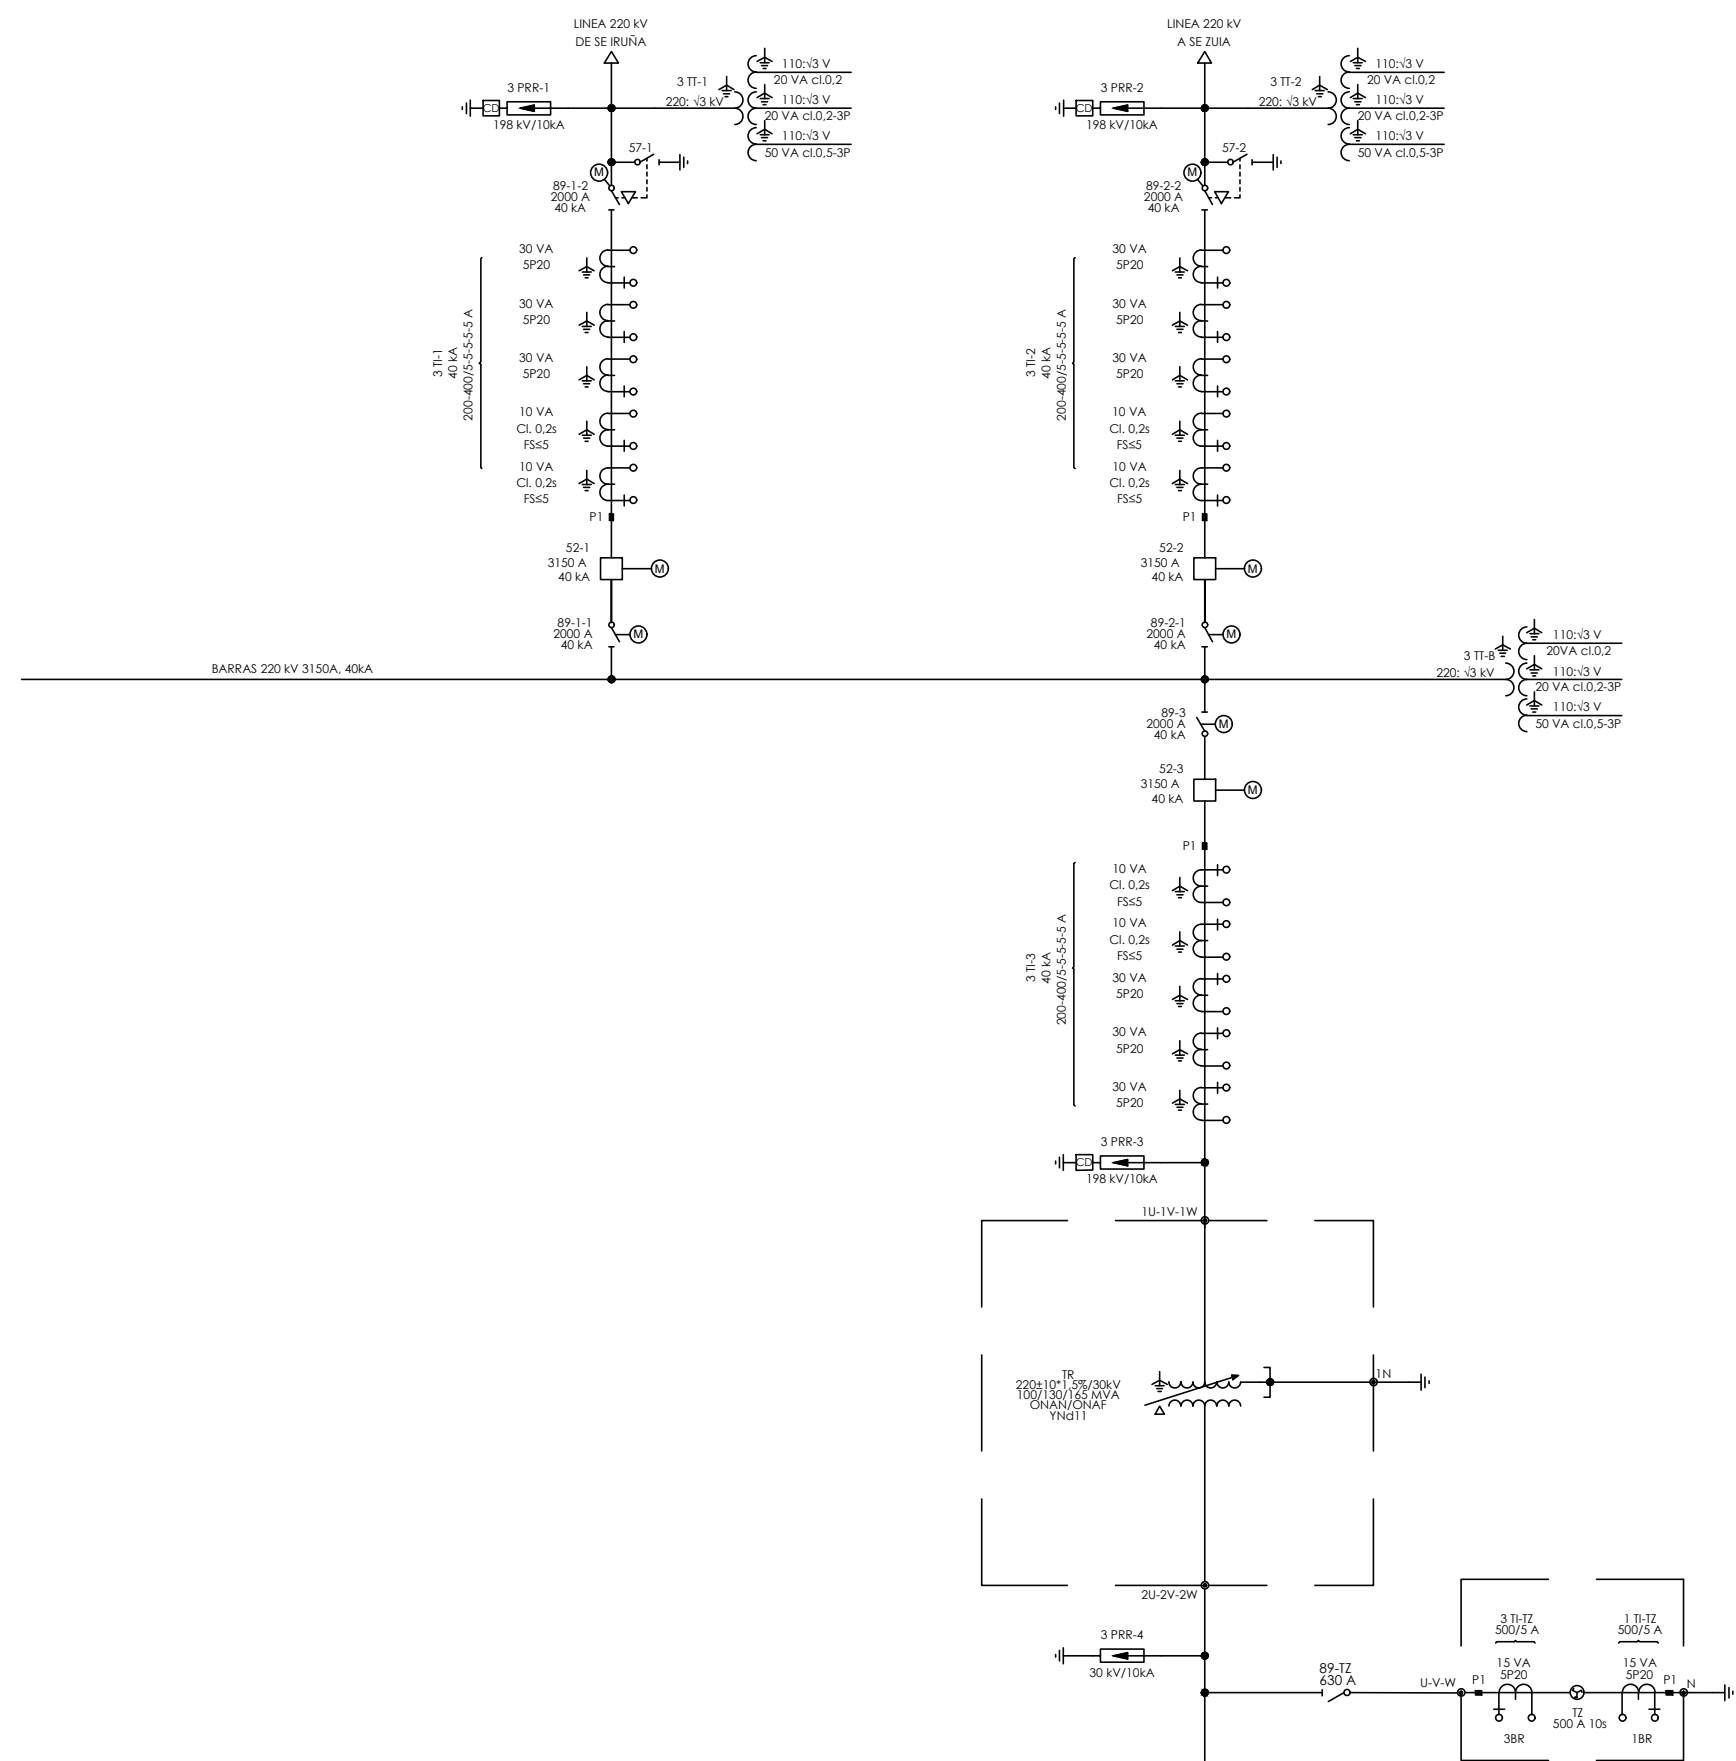 LINEA 220 kV
DE SE IRUÑA
3 PRR-1
CD
198 kV/10kA
3 TT-1
220: √3 kV
110:√3 V
20 VA cl.0,2
110:√3 V
20 VA cl.0,2-3P
110:√3 V
50 VA cl.0,5-3P
57-1
M
89-1-2
2000 A
40 kA
3 TI-1
40 kA
200-400/5-5-5-5-5 A
30 VA
5P20
30 VA
5P20
30 VA
5P20
10 VA
Cl. 0,2s
FS≤5
10 VA
Cl. 0,2s
FS≤5
P1
52-1
3150 A
40 kA
M
89-1-1
2000 A
40 kA
M
LINEA 220 kV
A SE ZUIA
3 PRR-2
CD
198 kV/10kA
3 TT-2
220: √3 kV
110:√3 V
20 VA cl.0,2
110:√3 V
20 VA cl.0,2-3P
110:√3 V
50 VA cl.0,5-3P
57-2
M
89-2-2
2000 A
40 kA
3 TI-2
40 kA
200-400/5-5-5-5-5 A
30 VA
5P20
30 VA
5P20
30 VA
5P20
10 VA
Cl. 0,2s
FS≤5
10 VA
Cl. 0,2s
FS≤5
P1
52-2
3150 A
40 kA
M
89-2-1
2000 A
40 kA
M
BARRAS 220 kV 3150A, 40kA
3 TT-B
220: √3 kV
110:√3 V
20VA cl.0,2
110:√3 V
20 VA cl.0,2-3P
110:√3 V
50 VA cl.0,5-3P
89-3
2000 A
40 kA
M
52-3
3150 A
40 kA
M
P1
3 TI-3
40 kA
200-400/5-5-5-5-5 A
10 VA
Cl. 0,2s
FS≤5
10 VA
Cl. 0,2s
FS≤5
30 VA
5P20
30 VA
5P20
30 VA
5P20
3 PRR-3
CD
198 kV/10kA
1U-1V-1W
TR
220±10*1,5%/30kV
100/130/165 MVA
ONAN/ONAF
YNd11
1N
2U-2V-2W
3 PRR-4
30 kV/10kA
89-TZ
630 A
U-V-W
P1
3 TI-TZ
500/5 A
15 VA
5P20
3BR
TZ
500 A 10s
1 TI-TZ
500/5 A
15 VA
5P20
P1
N
1BR